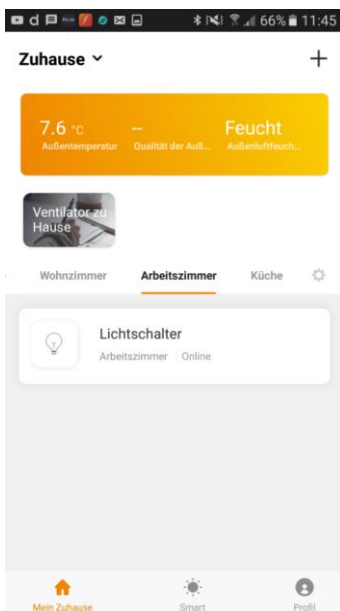 66% 11:45
Zuhause
7.6 °C
--
Feucht
Außentemperatur
Qualität der Auß...
Außenluftfeuch...
Ventilator zu
Hause
Wohnzimmer
Arbeitszimmer
Küche
Lichtschalter
Arbeitszimmer | Online
Mein Zuhause
Smart
Profil